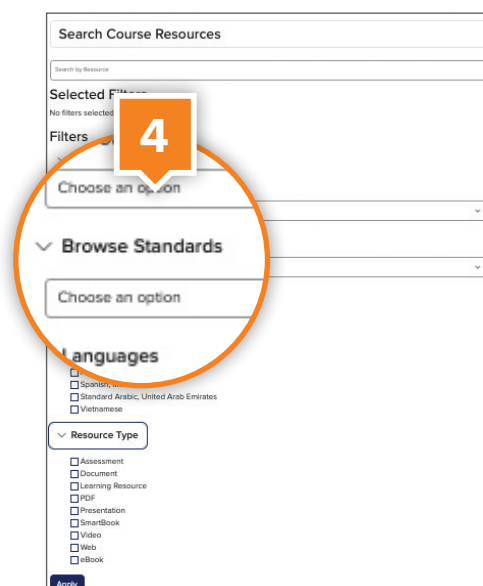 Search Course Resources
Search by Resource
Selected Filters
No filters selected
Filters
4
Choose an option
Browse Standards
Choose an option
Languages
Spanish,
Standard Arabic, United Arab Emirates
Vietnamese
Resource Type
Assessment
Document
Learning Resource
PDF
Presentation
SmartBook
Video
Web
eBook
Apply